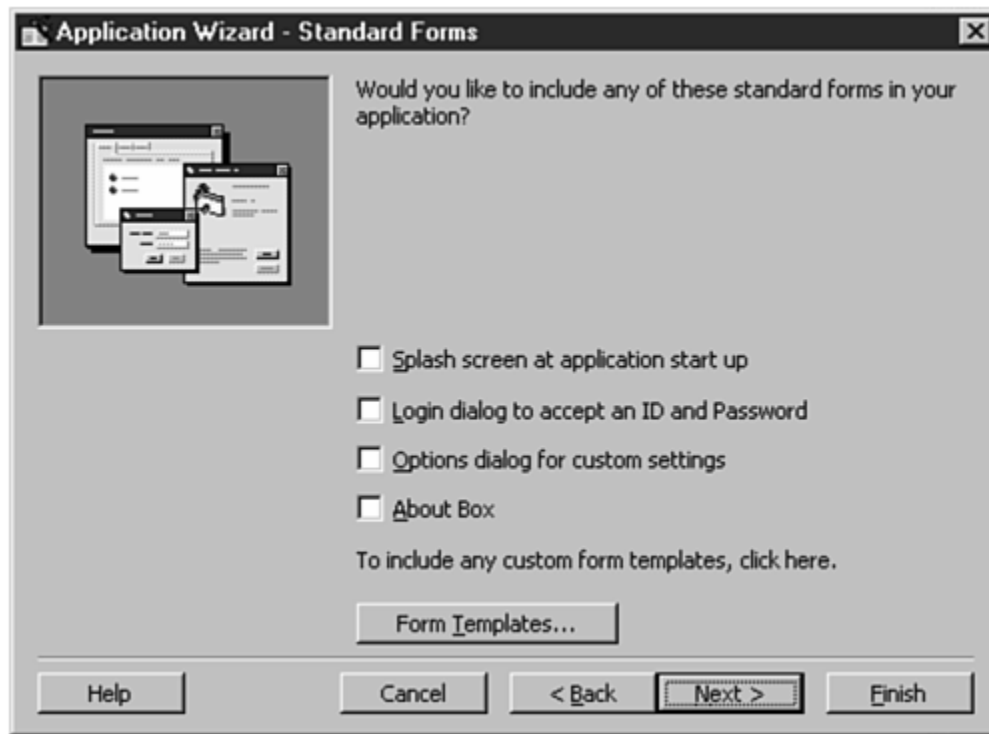 Application Wizard - Standard Forms
Would you like to include any of these standard forms in your
application?
Splash screen at application start up
Login dialog to accept an ID and Password
Options dialog for custom settings
About Box
To include any custom form templates, click here.
Form Templates...
Help Cancel < Back Next > Finish